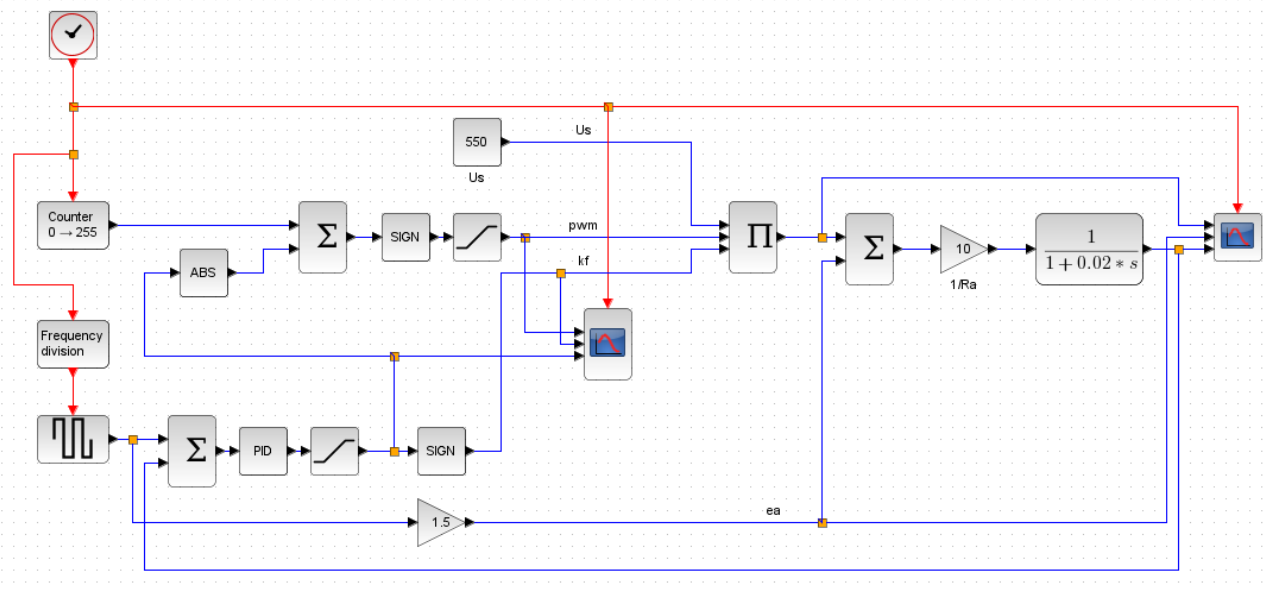 Us
550
Us
Counter
0 → 255
Σ
SIGN
pwm
Π
kf
ABS
Σ
10
1/Ra
1
1 + 0.02 * s
Frequency
division
Σ
PID
SIGN
1.5
ea